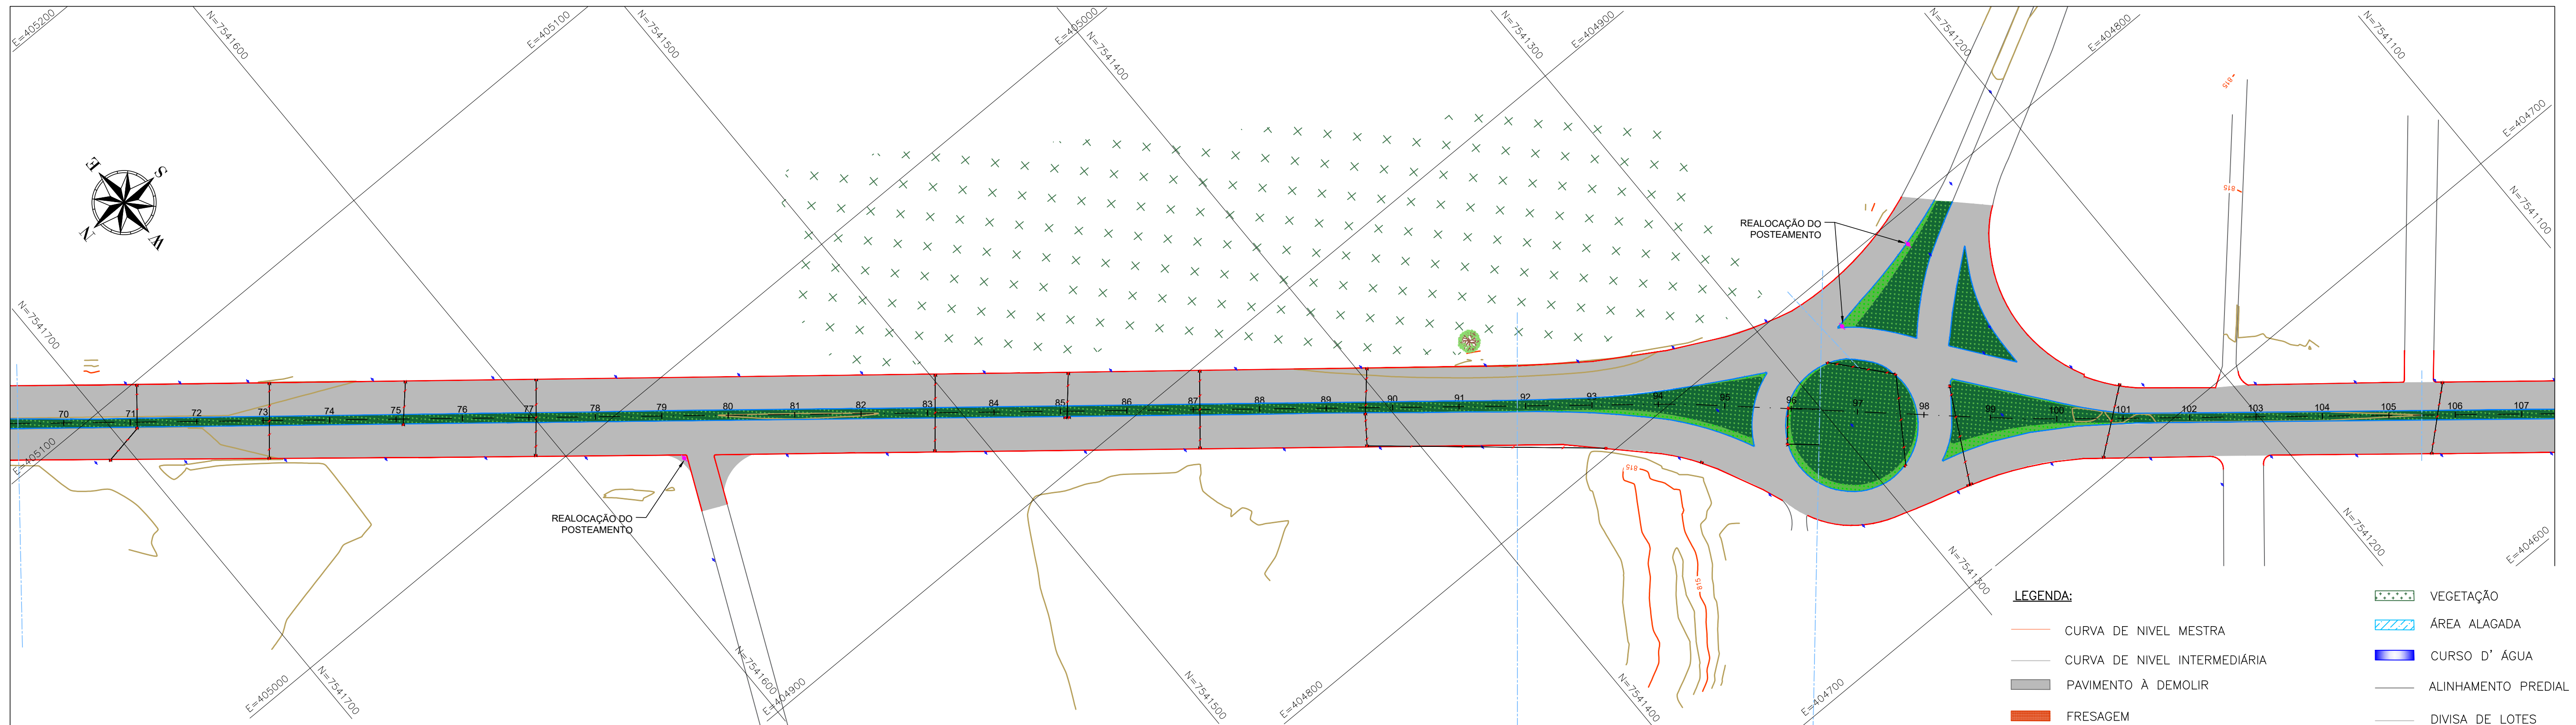 E=405200
N=7541600
E=405100
N=7541500
E=405000
N=7541400
N=7541300
E=404900
N=7541200
E=404800
N=7541100
E=404700
815
815
E
S
N
W
REALOCAÇÃO DO
POSTEAMENTO
N=7541700
N=7541100
70 71 72 73 74 75 76 77 78 79 80 81 82 83 84 85 86 87 88 89 90 91 92 93 94 95 96 97 98 99 100 101 102 103 104 105 106 107
E=405100
815
815
REALOCAÇÃO DO
POSTEAMENTO
N=7541200
E=404600
N=7541300
E=405000
N=7541700
N=7541600
E=404900
N=7541500
E=404800
N=7541400
E=404700
LEGENDA:
CURVA DE NIVEL MESTRA
CURVA DE NIVEL INTERMEDIÁRIA
PAVIMENTO À DEMOLIR
FRESAGEM
VEGETAÇÃO
ÁREA ALAGADA
CURSO D' ÁGUA
ALINHAMENTO PREDIAL
DIVISA DE LOTES